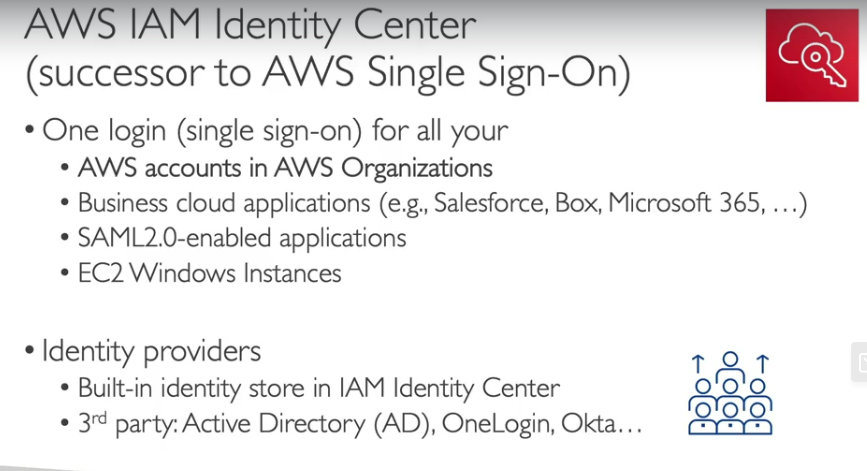 AWS IAM Identity Center
(successor to AWS Single Sign-On)
• One login (single sign-on) for all your
• AWS accounts in AWS Organizations
• Business cloud applications (e.g., Salesforce, Box, Microsoft 365, …)
• SAML2.0-enabled applications
• EC2 Windows Instances
• Identity providers
• Built-in identity store in IAM Identity Center
• 3rd party: Active Directory (AD), OneLogin, Okta…